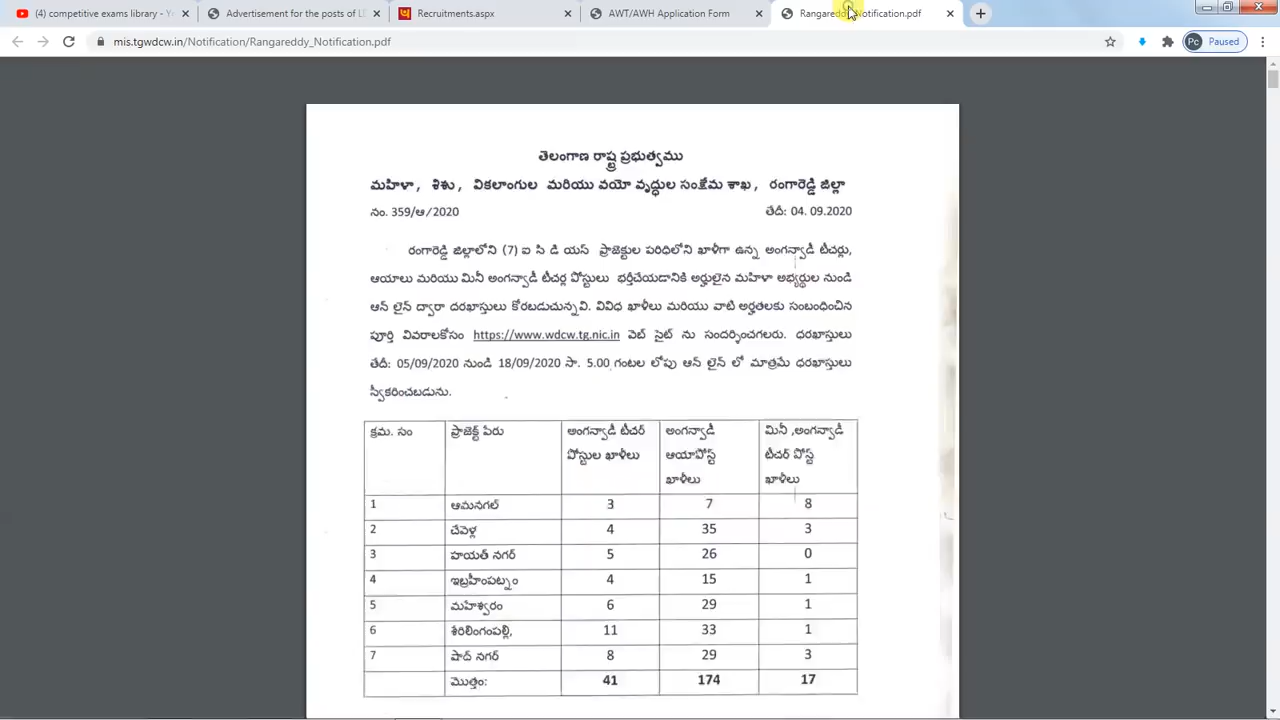 (4) competitive exams library - Y
Advertisement for the posts of LE
Recruitments.aspx
AWT/AWH Application Form
Rangareddy_Notification.pdf
mis.tgwdcw.in/Notification/Rangareddy_Notification.pdf
Pc Paused
తెలంగాణ రాష్ట్ర ప్రభుత్వము
మహిళా, శిశు, వికలాంగుల మరియు వయో వృద్ధుల సంక్షేమ శాఖ, రంగారెడ్డి జిల్లా
నం. 359/ఆ/2020 తేదీ: 04. 09.2020
రంగారెడ్డి జిల్లాలోని (7) ఐ సి డి యస్ ప్రాజెక్టుల పరిధిలోని ఖాళీగా ఉన్న అంగన్వాడీ టీచర్లు,
ఆయాలు మరియు మినీ అంగన్వాడీ టీచర్ల పోస్టులు భర్తీచేయడానికి అర్హులైన మహిళా అభ్యర్థుల నుండి
ఆన్ లైన్ ద్వారా దరఖాస్తులు కోరబడుచున్నవి. వివిధ ఖాళీలు మరియు వాటి అర్హతలకు సంబంధించిన
పూర్తి వివరాలకోసం https://www.wdcw.tg.nic.in వెబ్ సైట్ ను సందర్శించగలరు. ధరఖాస్తులు
తేదీ: 05/09/2020 నుండి 18/09/2020 సా. 5.00 గంటల లోపు ఆన్ లైన్ లో మాత్రమే ధరఖాస్తులు
స్వీకరించబడును.
క్రమ. సం ప్రాజెక్ట్ పేరు అంగన్వాడీ టీచర్ అంగన్వాడీ మినీ ,అంగన్వాడీ
పోస్టుల ఖాళీలు ఆయాపోస్ట్ టీచర్ పోస్ట్
ఖాళీలు ఖాళీలు
1 ఆమనగల్ 3 7 8
2 చేవెళ్ల 4 35 3
3 హయత్ నగర్ 5 26 0
4 ఇబ్రహీంపట్నం 4 15 1
5 మహేశ్వరం 6 29 1
6 శేరిలింగంపల్లి, 11 33 1
7 షాద్ నగర్ 8 29 3
మొత్తం: 41 174 17